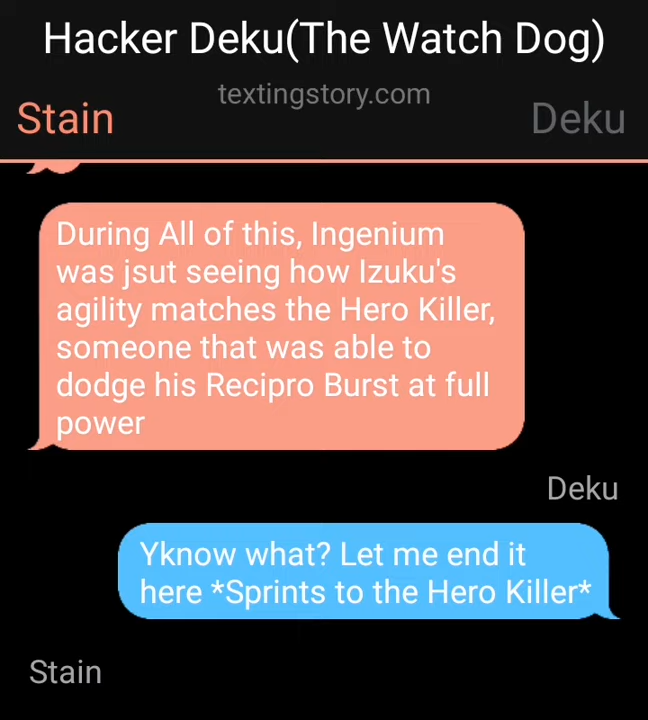 Hacker Deku(The Watch Dog)
textingstory.com
Stain
Deku
During All of this, Ingenium
was jsut seeing how Izuku's
agility matches the Hero Killer,
someone that was able to
dodge his Recipro Burst at full
power
Deku
Yknow what? Let me end it
here *Sprints to the Hero Killer*
Stain